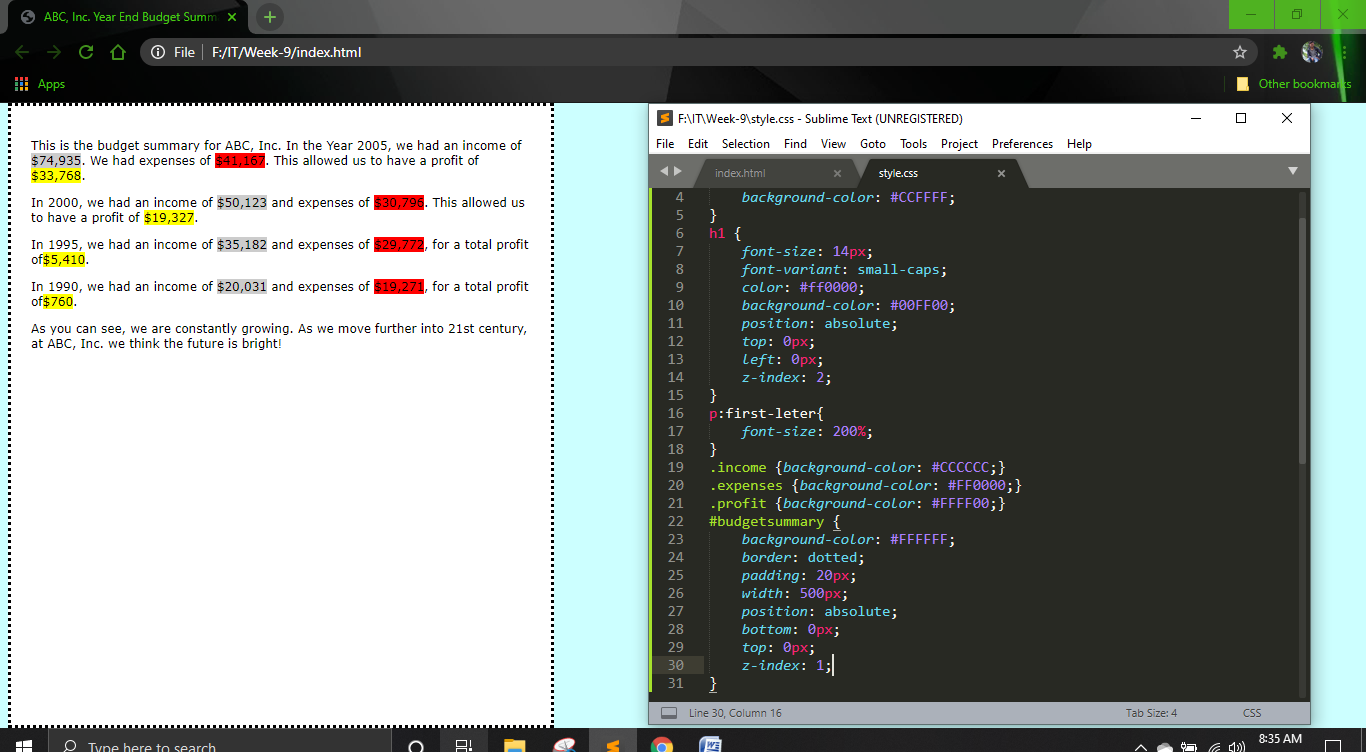 ABC, Inc. Year End Budget Summ
File F:/IT/Week-9/index.html
Apps
Other bookmarks
This is the budget summary for ABC, Inc. In the Year 2005, we had an income of
$74,935. We had expenses of $41,167. This allowed us to have a profit of
$33,768.
In 2000, we had an income of $50,123 and expenses of $30,796. This allowed us
to have a profit of $19,327.
In 1995, we had an income of $35,182 and expenses of $29,772, for a total profit
of$5,410.
In 1990, we had an income of $20,031 and expenses of $19,271, for a total profit
of$760.
As you can see, we are constantly growing. As we move further into 21st century,
at ABC, Inc. we think the future is bright!
F:\IT\Week-9\style.css - Sublime Text (UNREGISTERED)
File Edit Selection Find View Goto Tools Project Preferences Help
index.html style.css
4 background-color: #CCFFFF;
5 }
6 h1 {
7 font-size: 14px;
8 font-variant: small-caps;
9 color: #ff0000;
10 background-color: #00FF00;
11 position: absolute;
12 top: 0px;
13 left: 0px;
14 z-index: 2;
15 }
16 p:first-leter{
17 font-size: 200%;
18 }
19 .income {background-color: #CCCCCC;}
20 .expenses {background-color: #FF0000;}
21 .profit {background-color: #FFFF00;}
22 #budgetsummary {
23 background-color: #FFFFFF;
24 border: dotted;
25 padding: 20px;
26 width: 500px;
27 position: absolute;
28 bottom: 0px;
29 top: 0px;
30 z-index: 1;
31 }
Line 30, Column 16 Tab Size: 4 CSS
Type here to search
8:35 AM